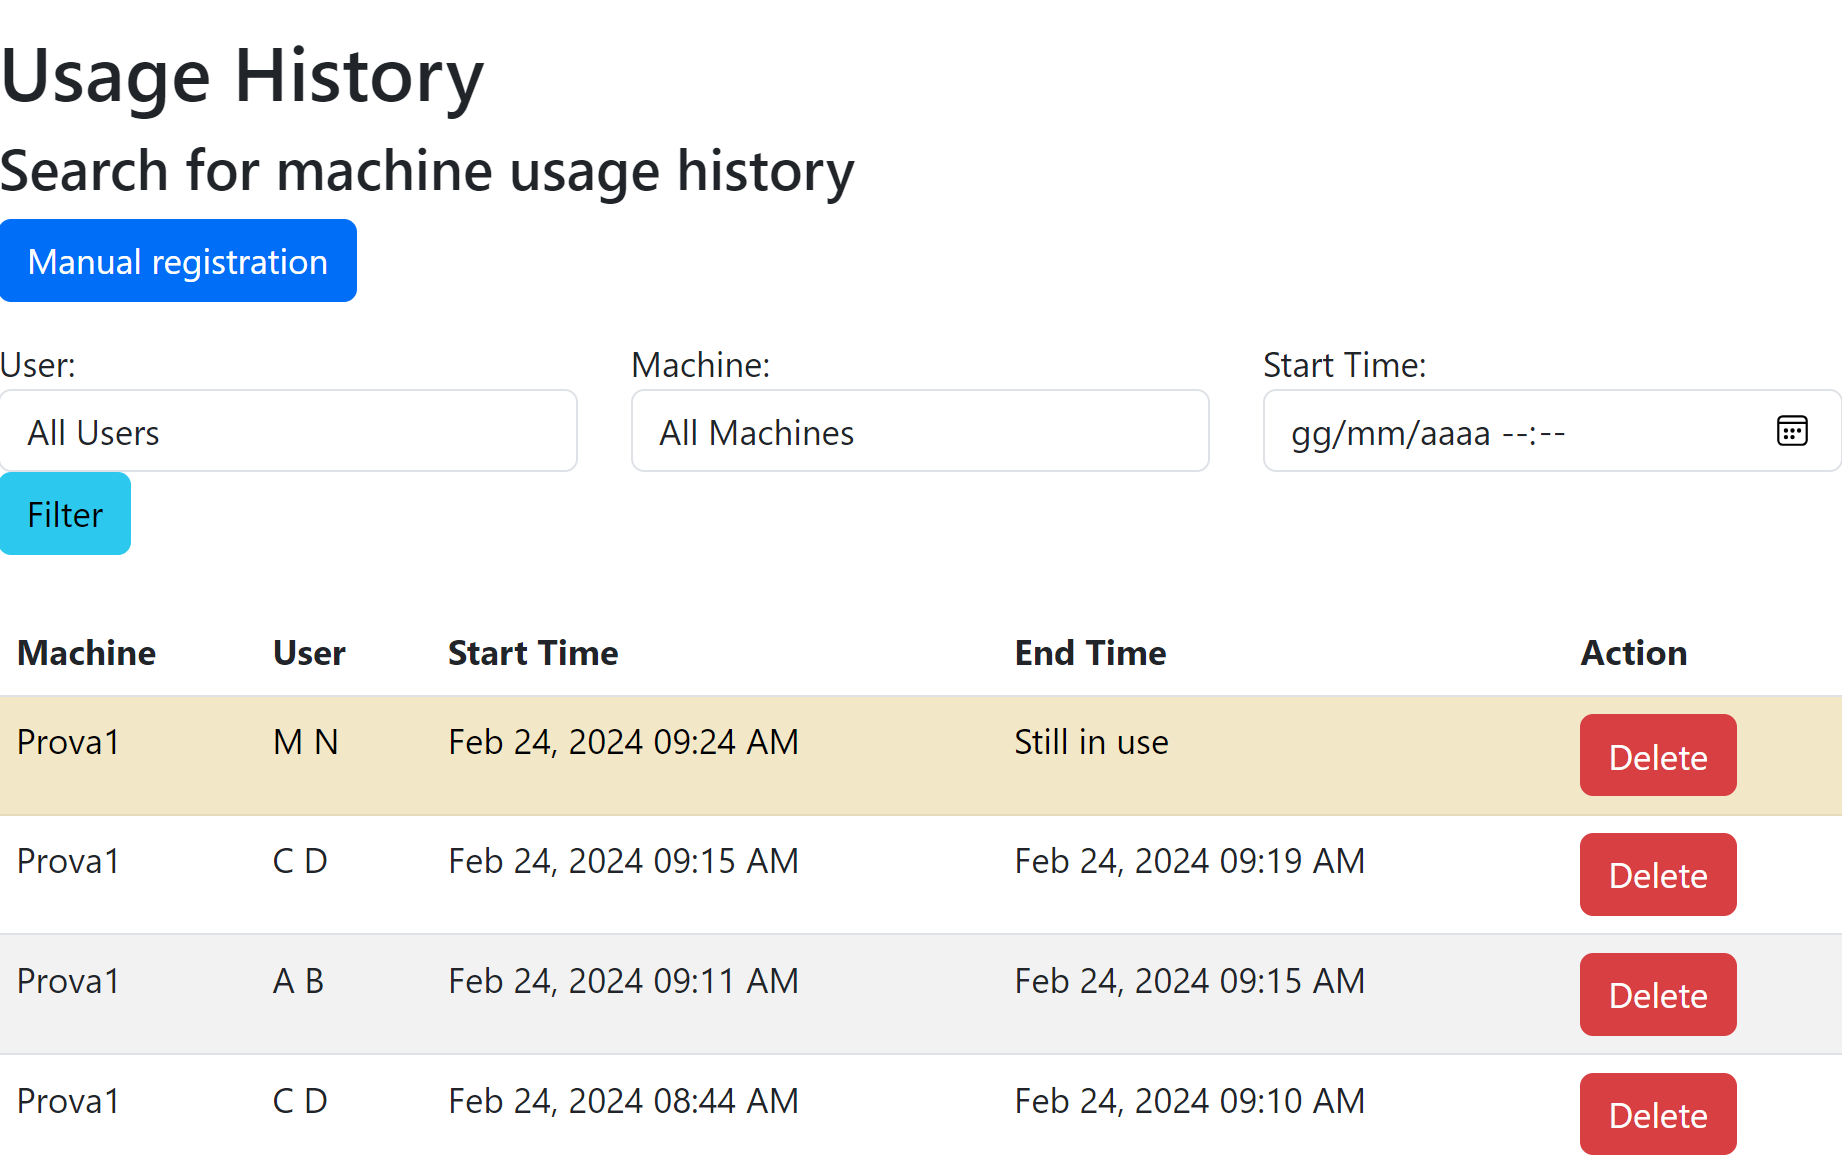 Usage History
Search for machine usage history
Manual registration
User: Machine: Start Time:
All Users All Machines gg/mm/aaaa --:--
Filter
Machine User Start Time End Time Action
Prova1 M N Feb 24, 2024 09:24 AM Still in use Delete
Prova1 C D Feb 24, 2024 09:15 AM Feb 24, 2024 09:19 AM Delete
Prova1 A B Feb 24, 2024 09:11 AM Feb 24, 2024 09:15 AM Delete
Prova1 C D Feb 24, 2024 08:44 AM Feb 24, 2024 09:10 AM Delete